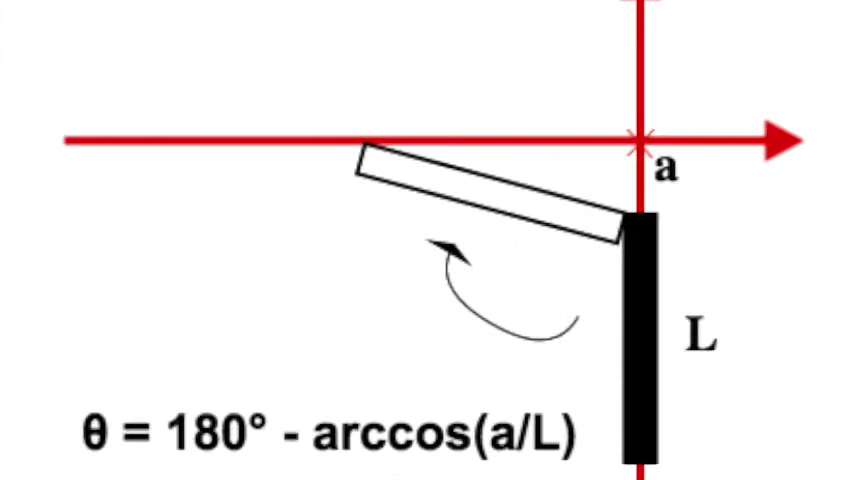 a
L
θ = 180° - arccos(a/L)